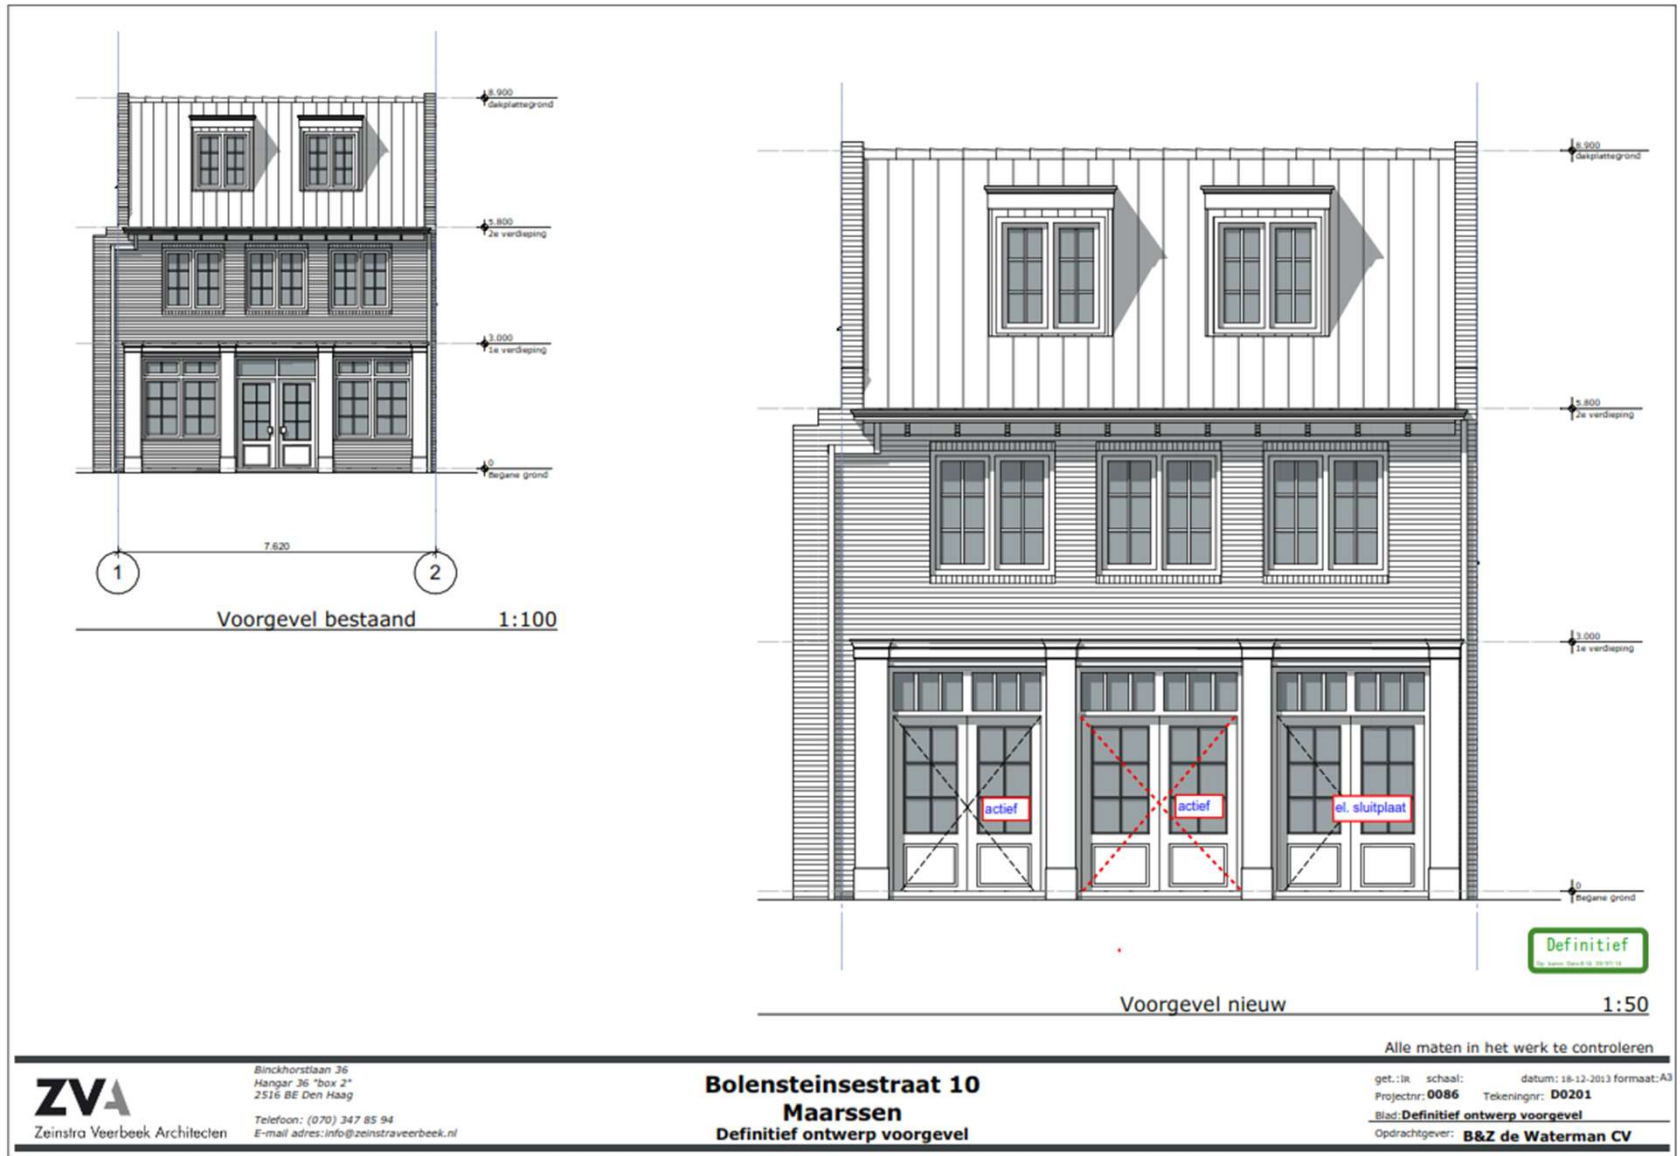 8.900
dakplattegrond
5.800
2e verdieping
3.000
1e verdieping
0
Begane grond
7.620
1
2
Voorgevel bestaand 1:100
8.900
dakplattegrond
5.800
2e verdieping
3.000
1e verdieping
actief
actief
el. sluitplaat
0
Begane grond
Definitief
Voorgevel nieuw 1:50
Alle maten in het werk te controleren
ZVA
Zeinstra Veerbeek Architecten
Binckhorstlaan 36
Hangar 36 "box 2"
2516 BE Den Haag
Telefoon: (070) 347 85 94
E-mail adres:info@zeinstraveerbeek.nl
Bolensteinsestraat 10
Maarssen
Definitief ontwerp voorgevel
get.: schaal: datum: 18-12-2013 formaat:A3
Projectnr: 0086 Tekeningnr: D0201
Blad: Definitief ontwerp voorgevel
Opdrachtgever: B&Z de Waterman CV